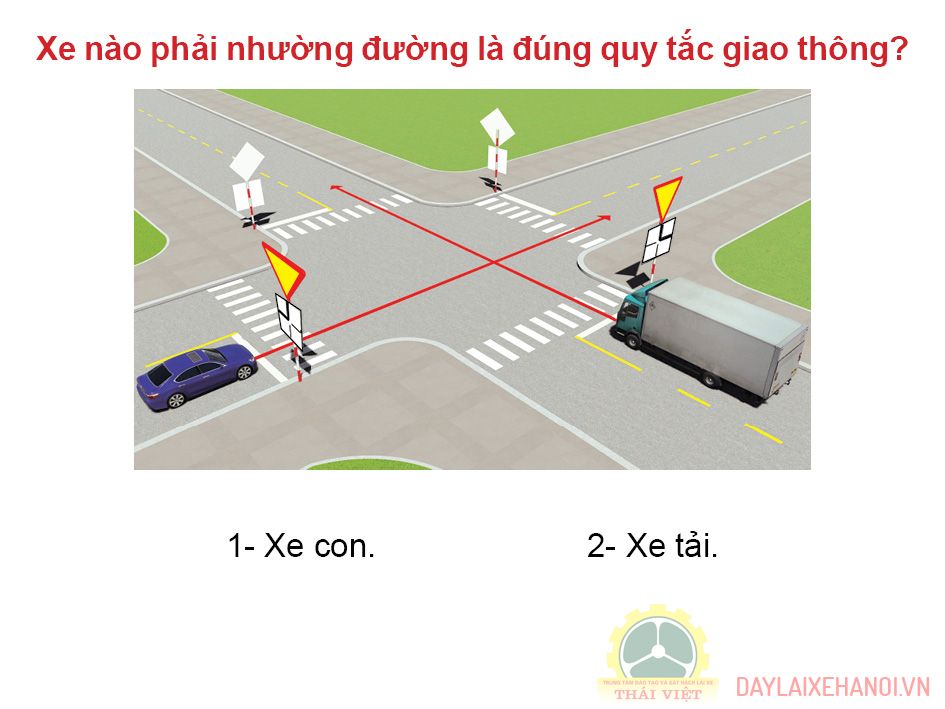 Xe nào phải nhường đường là đúng quy tắc giao thông?
1- Xe con.
2- Xe tải.
TRUNG TÂM ĐÀO TẠO VÀ SÁT HẠCH LÁI XE
THÁI VIỆT
DAYLAIXEHANOI.VN